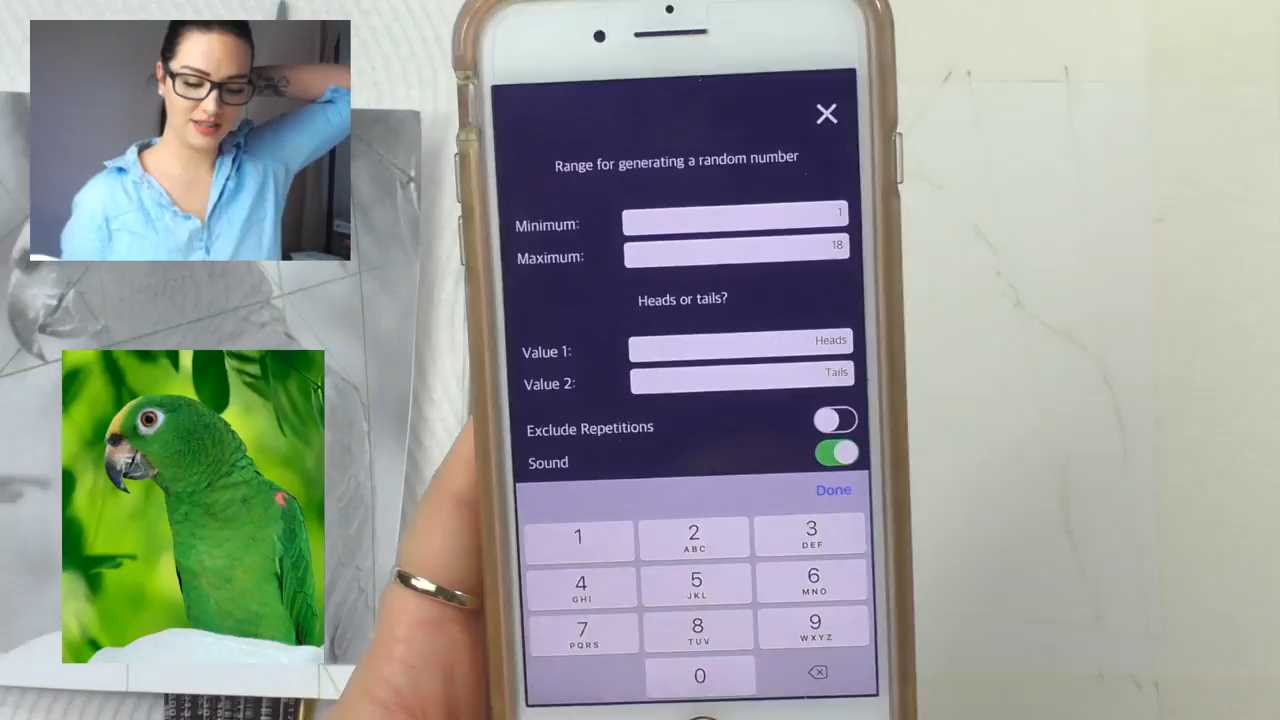 Range for generating a random number
Minimum: 1
Maximum: 18
Heads or tails?
Value 1: Heads
Value 2: Tails
Exclude Repetitions
Sound
Done
1
2 ABC
3 DEF
4 GHI
5 JKL
6 MNO
7 PQRS
8 TUV
9 WXYZ
0